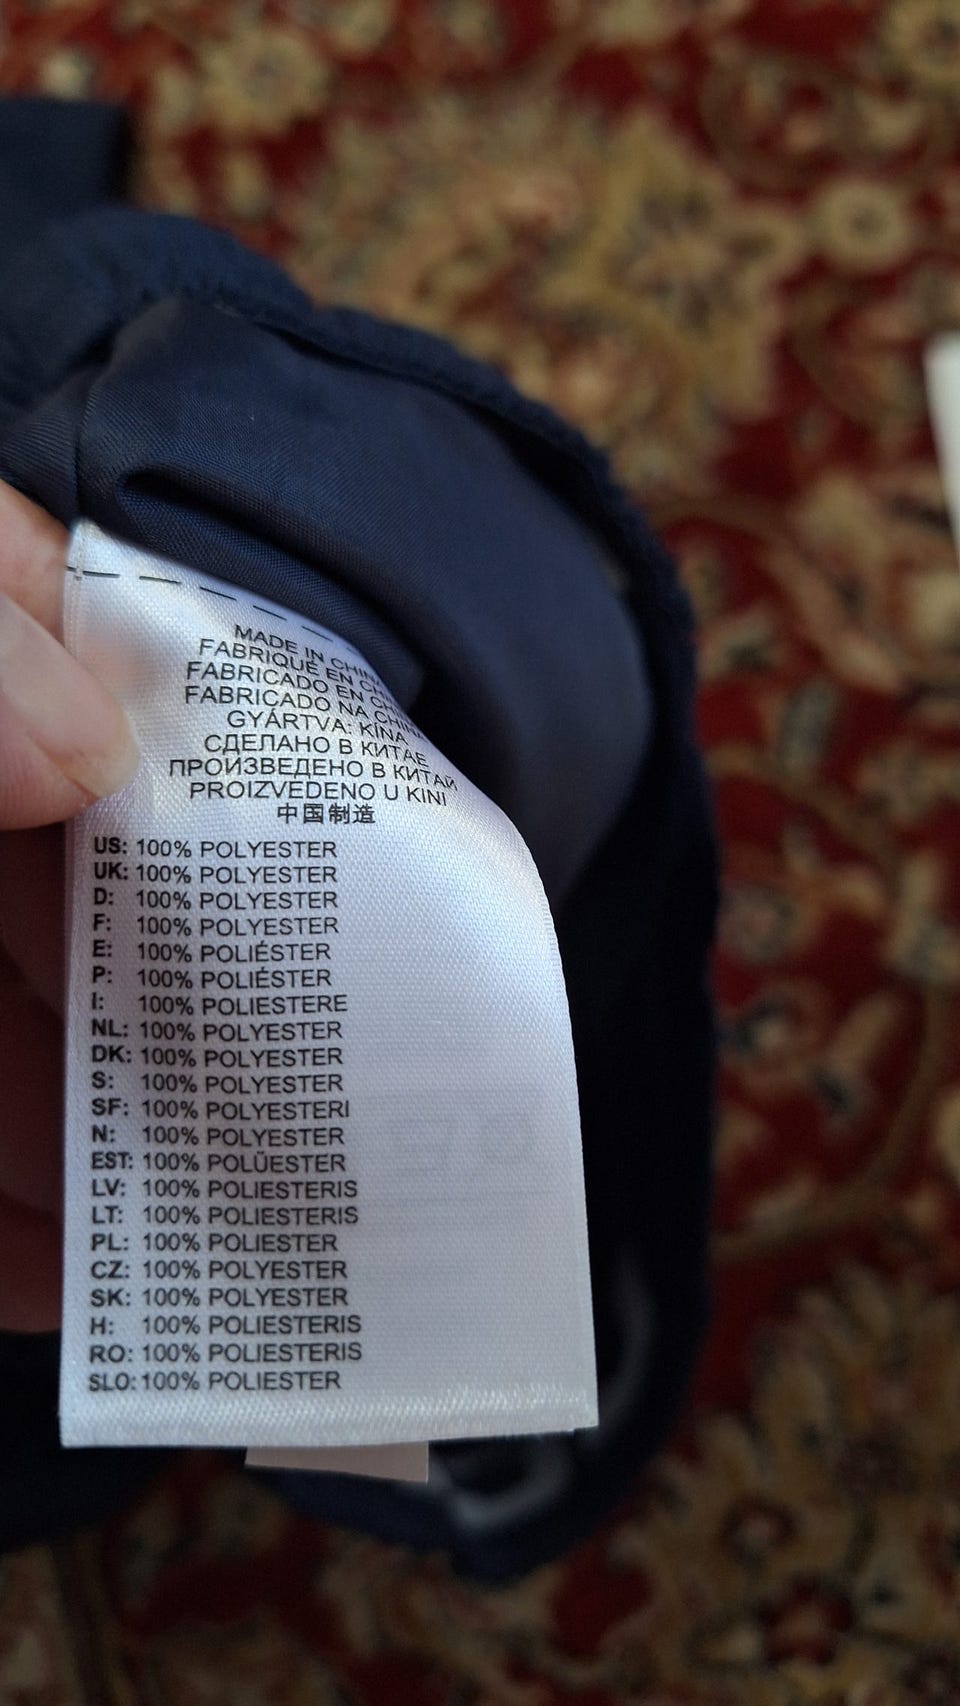 MADE IN CHINA
FABRIQUÉ EN CHINE
FABRICADO EN CHINA
FABRICADO NA CHINA
GYÁRTVA: KÍNA
СДЕЛАНО В КИТАЕ
ПРОИЗВЕДЕНО В КИТАЙ
PROIZVEDENO U KINI
中国制造
US: 100% POLYESTER
UK: 100% POLYESTER
D: 100% POLYESTER
F: 100% POLYESTER
E: 100% POLIÉSTER
P: 100% POLIÉSTER
I: 100% POLIESTERE
NL: 100% POLYESTER
DK: 100% POLYESTER
S: 100% POLYESTER
SF: 100% POLYESTERI
N: 100% POLYESTER
EST: 100% POLÜESTER
LV: 100% POLIESTERIS
LT: 100% POLIESTERIS
PL: 100% POLIESTER
CZ: 100% POLYESTER
SK: 100% POLYESTER
H: 100% POLIESTERIS
RO: 100% POLIESTERIS
SLO: 100% POLIESTER